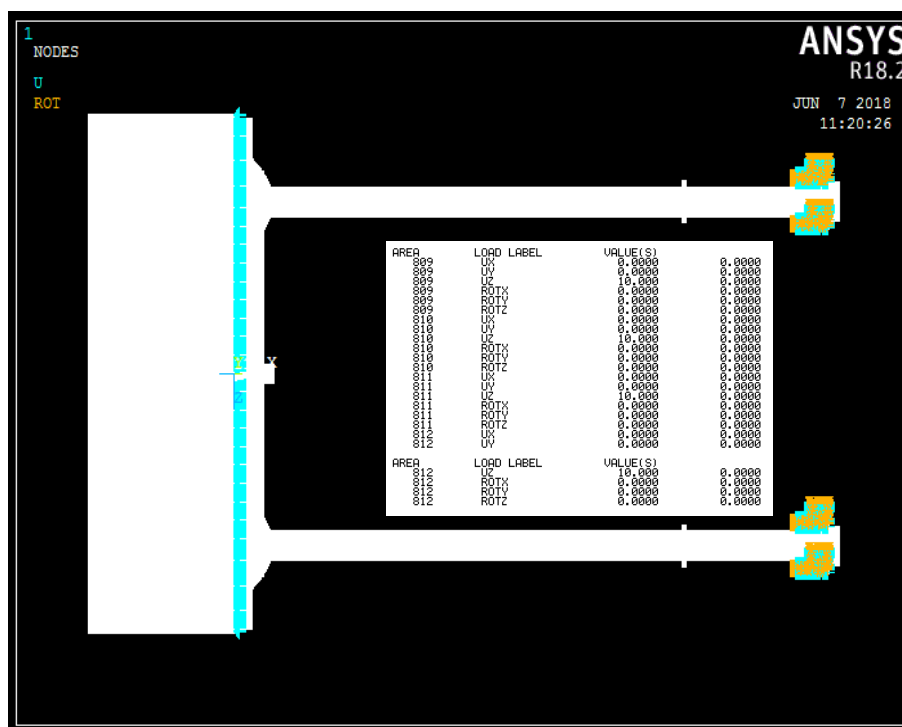 1
NODES
U
ROT
ANSYS
R18.2
JUN 7 2018
11:20:26
Y X
Z
AREA LOAD LABEL VALUE(S)
809 UX 0.0000 0.0000
809 UY 0.0000 0.0000
809 UZ 10.000 0.0000
809 ROTX 0.0000 0.0000
809 ROTY 0.0000 0.0000
809 ROTZ 0.0000 0.0000
810 UX 0.0000 0.0000
810 UY 0.0000 0.0000
810 UZ 10.000 0.0000
810 ROTX 0.0000 0.0000
810 ROTY 0.0000 0.0000
810 ROTZ 0.0000 0.0000
811 UX 0.0000 0.0000
811 UY 0.0000 0.0000
811 UZ 10.000 0.0000
811 ROTX 0.0000 0.0000
811 ROTY 0.0000 0.0000
811 ROTZ 0.0000 0.0000
812 UX 0.0000 0.0000
812 UY 0.0000 0.0000
AREA LOAD LABEL VALUE(S)
812 UZ 10.000 0.0000
812 ROTX 0.0000 0.0000
812 ROTY 0.0000 0.0000
812 ROTZ 0.0000 0.0000